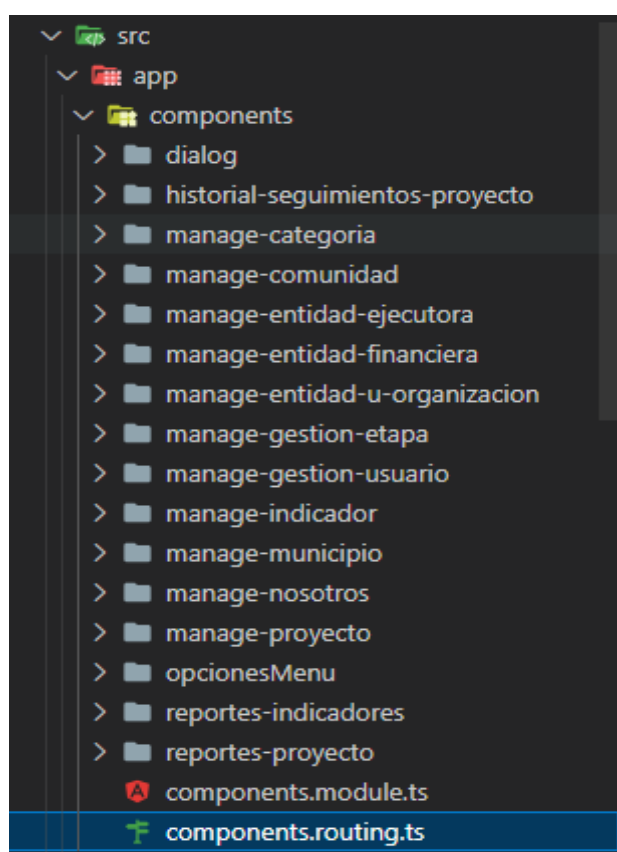 src
app
components
dialog
historial-seguimientos-proyecto
manage-categoria
manage-comunidad
manage-entidad-ejecutora
manage-entidad-financiera
manage-entidad-u-organizacion
manage-gestion-etapa
manage-gestion-usuario
manage-indicador
manage-municipio
manage-nosotros
manage-proyecto
opcionesMenu
reportes-indicadores
reportes-proyecto
components.module.ts
components.routing.ts